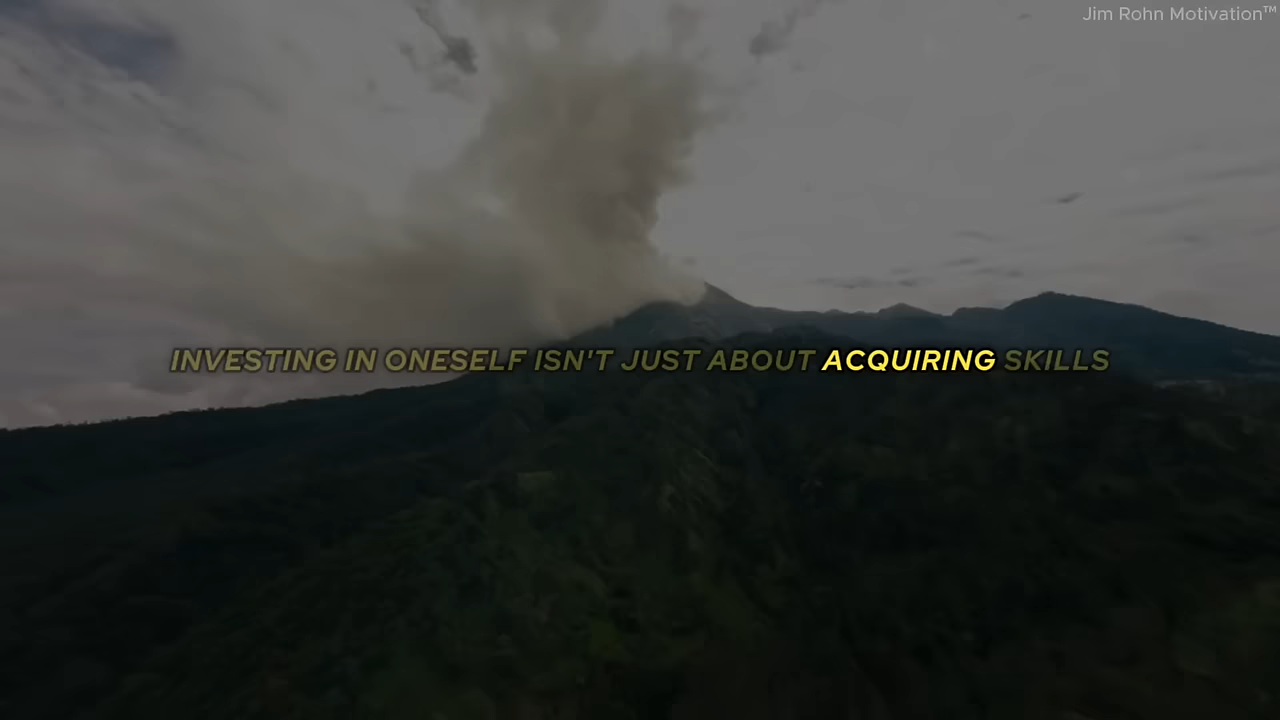 Jim Rohn Motivation™
INVESTING IN ONESELF ISN'T JUST ABOUT ACQUIRING SKILLS